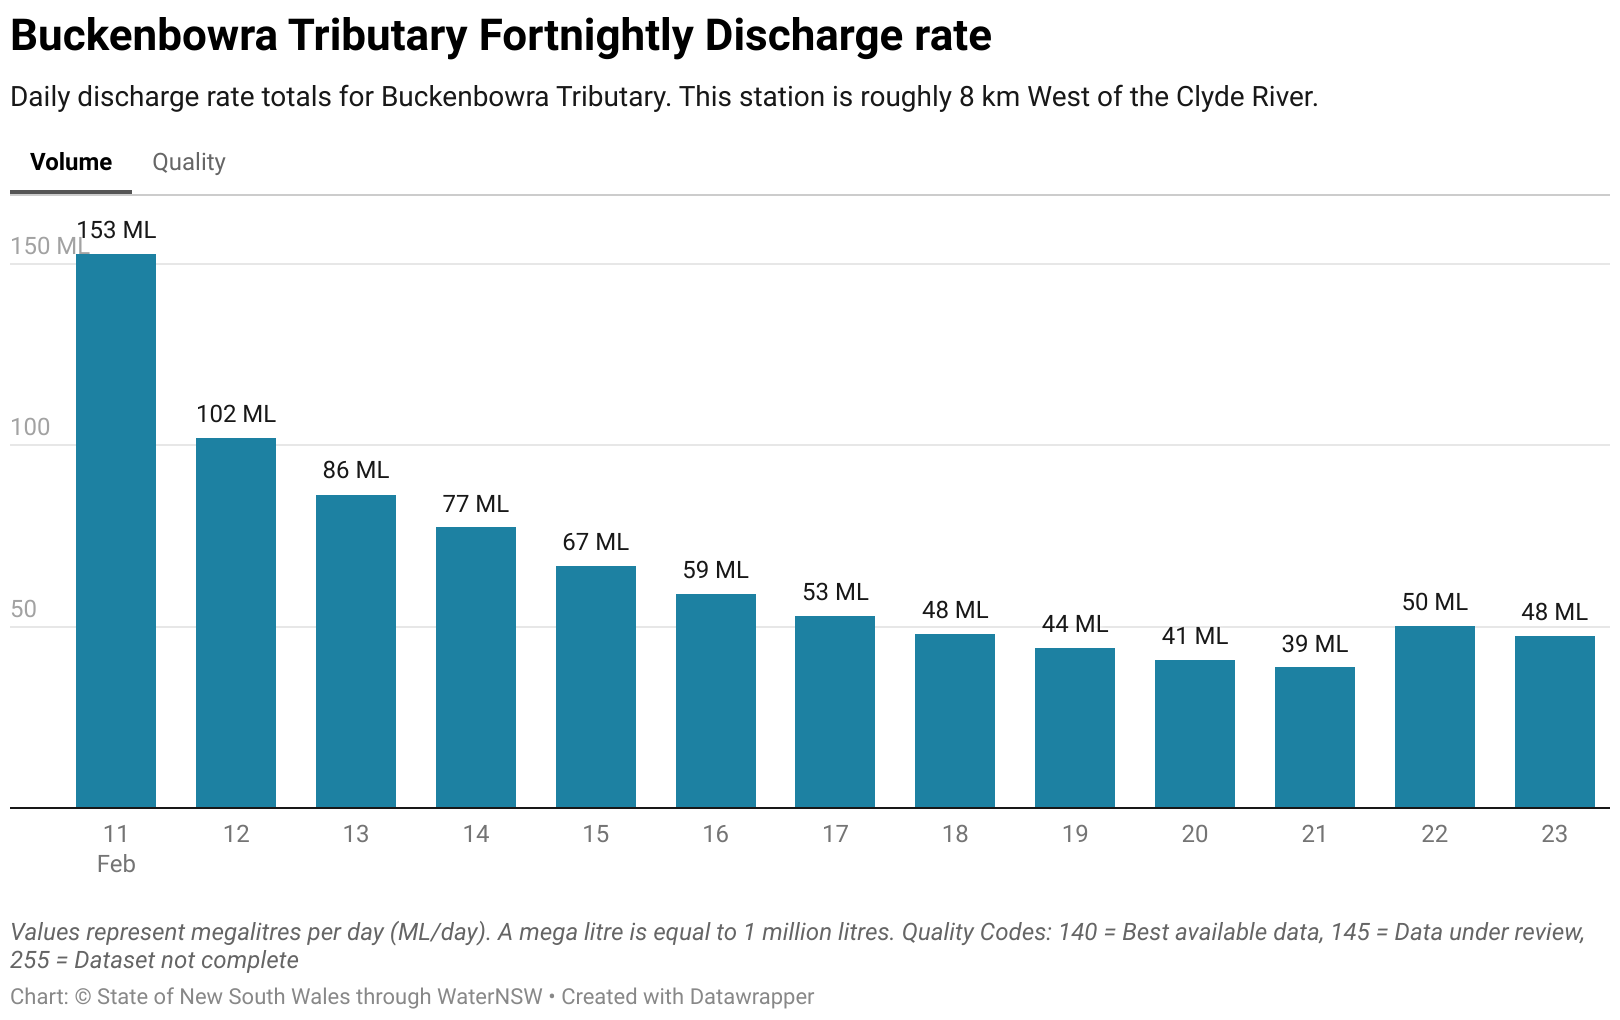 Buckenbowra Tributary Fortnightly Discharge rate
Daily discharge rate totals for Buckenbowra Tributary. This station is roughly 8 km West of the Clyde River.
Volume Quality
153 ML
150 ML
102 ML
100
86 ML
77 ML
67 ML
59 ML
53 ML
50 ML
50
48 ML
48 ML
44 ML
41 ML
39 ML
11 12 13 14 15 16 17 18 19 20 21 22 23
Feb
Values represent megalitres per day (ML/day). A mega litre is equal to 1 million litres. Quality Codes: 140 = Best available data, 145 = Data under review,
255 = Dataset not complete
Chart: © State of New South Wales through WaterNSW • Created with Datawrapper